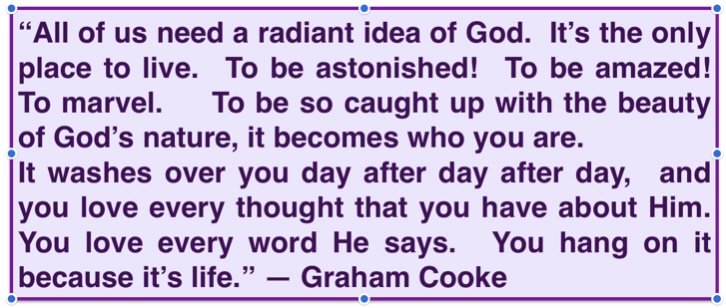 “All of us need a radiant idea of God.  It’s the only
place to live.  To be astonished!  To be amazed!
To marvel.    To be so caught up with the beauty
of God’s nature, it becomes who you are.
It washes over you day after day after day,  and
you love every thought that you have about Him.
You love every word He says.  You hang on it
because it’s life.” — Graham Cooke